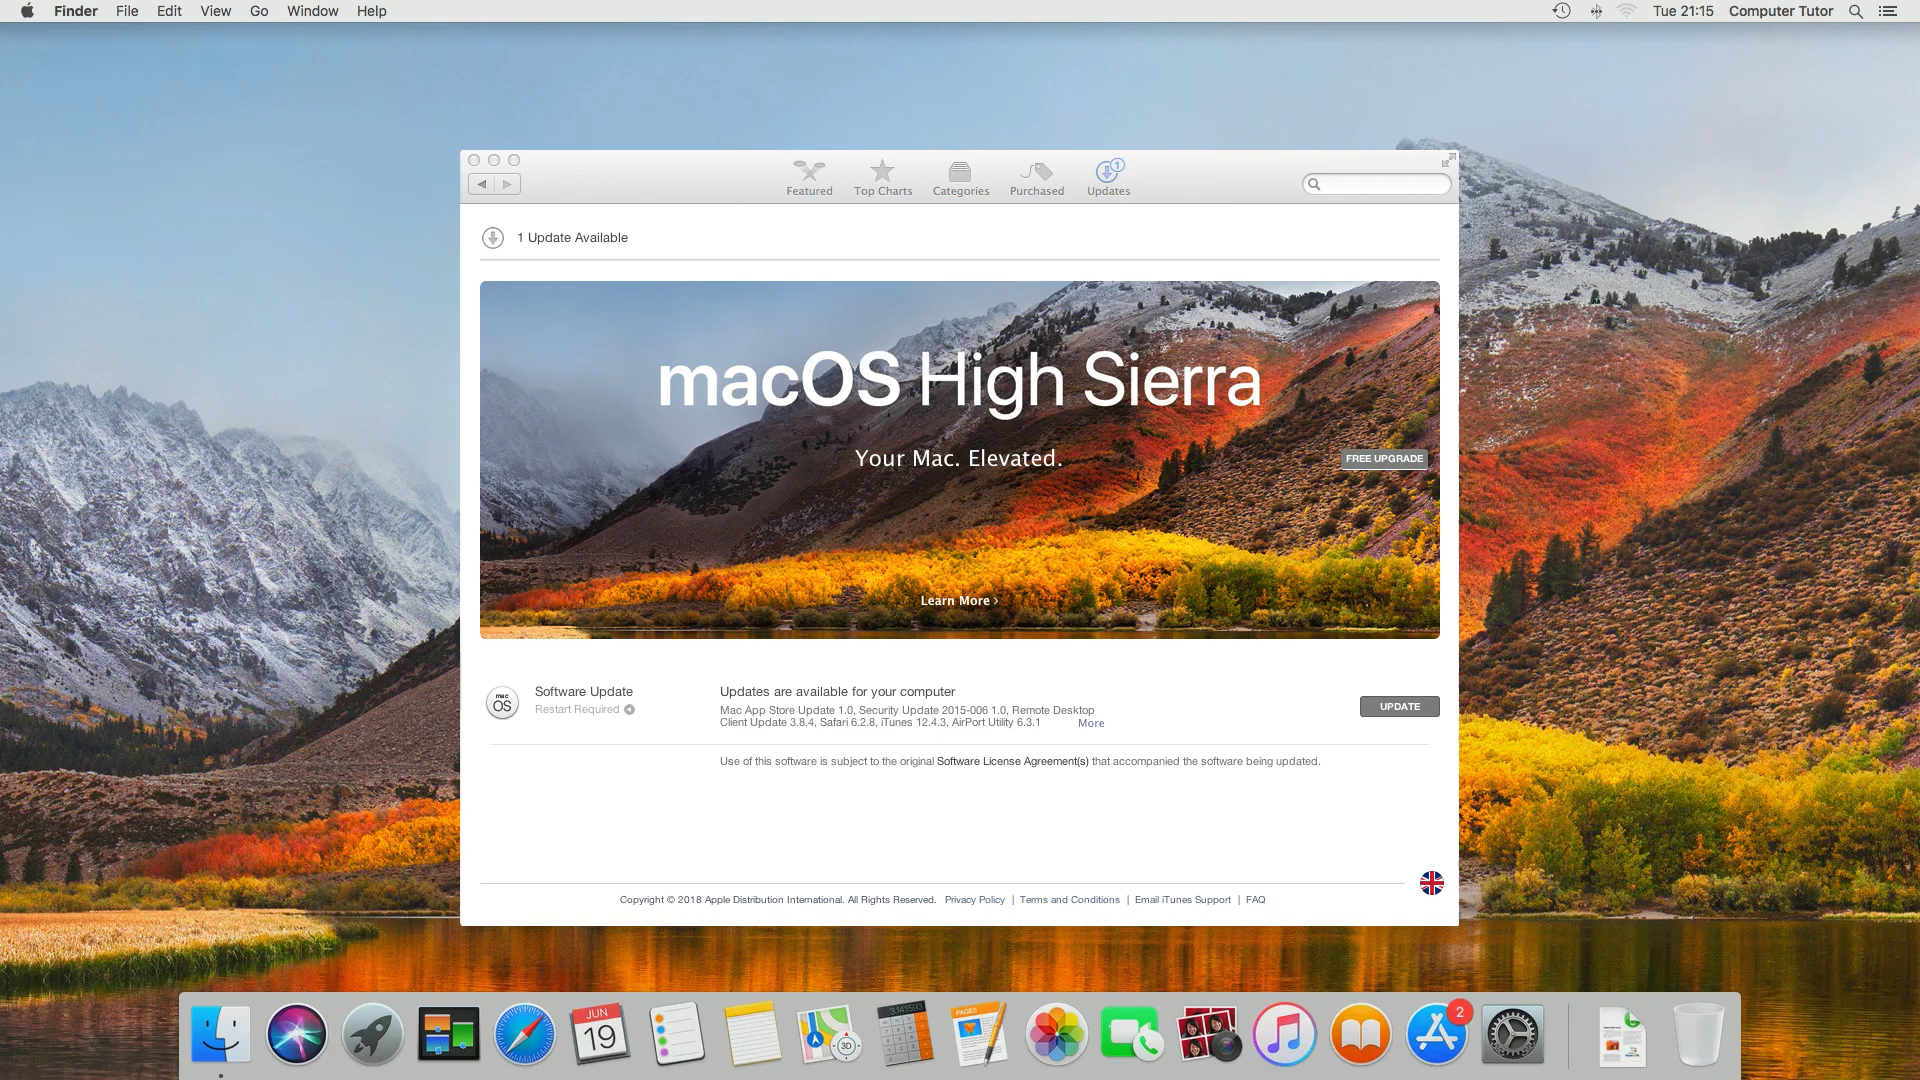 Finder File Edit View Go Window Help Tue 21:15 Computer Tutor
1
Featured Top Charts Categories Purchased Updates
1 Update Available
macOS High Sierra
Your Mac. Elevated.
FREE UPGRADE
Learn More ›
mac
OS
Software Update
Restart Required
Updates are available for your computer
Mac App Store Update 1.0, Security Update 2015-006 1.0, Remote Desktop
Client Update 3.8.4, Safari 6.2.8, iTunes 12.4.3, AirPort Utility 6.3.1 More
UPDATE
Use of this software is subject to the original Software License Agreement(s) that accompanied the software being updated.
Copyright © 2018 Apple Distribution International. All Rights Reserved. Privacy Policy | Terms and Conditions | Email iTunes Support | FAQ
JUN
19
3D
3.141593
PAGES
2